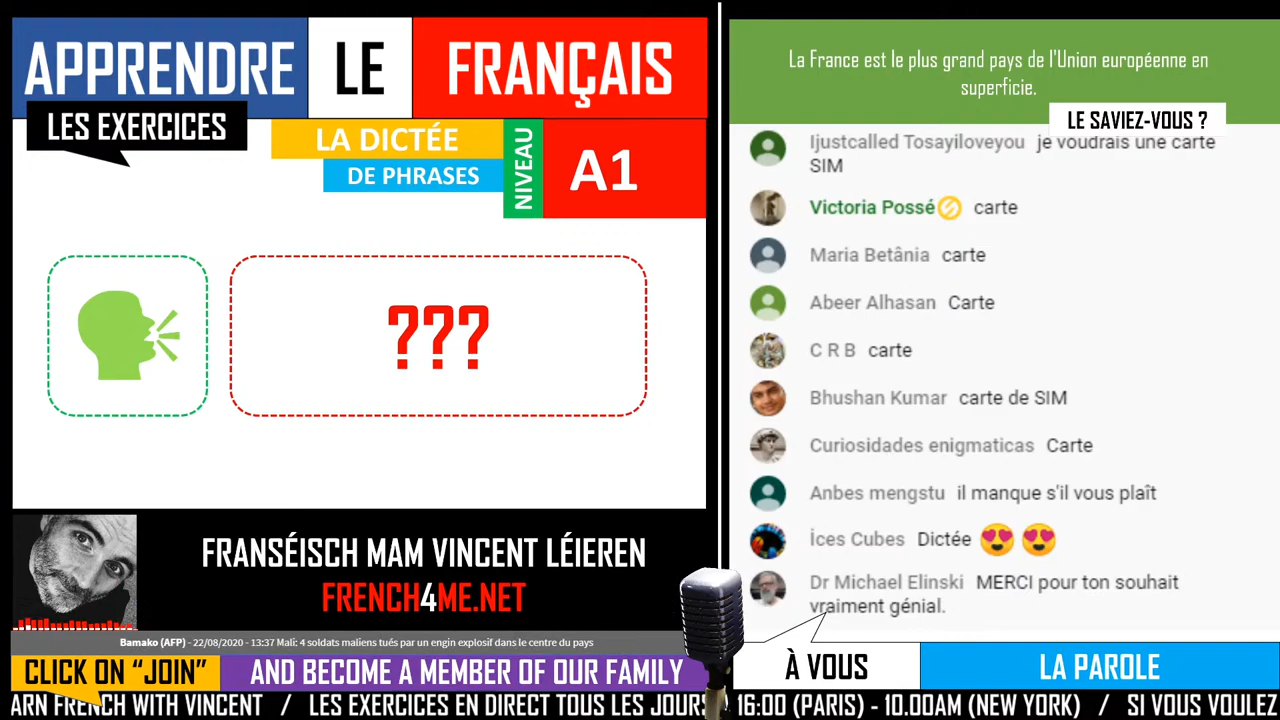 APPRENDRE LE FRANÇAIS
LES EXERCICES
LA DICTÉE
DE PHRASES
NIVEAU
A1
???
FRANSÉISCH MAM VINCENT LÉIEREN
FRENCH4ME.NET
Bamako (AFP) - 22/08/2020 - 13:37 Mali: 4 soldats maliens tués par un engin explosif dans le centre du pays
CLICK ON “JOIN” AND BECOME A MEMBER OF OUR FAMILY
La France est le plus grand pays de l'Union européenne en
superficie.
LE SAVIEZ-VOUS ?
Ijustcalled Tosayiloveyou je voudrais une carte
SIM
Victoria Possé carte
Maria Betânia carte
Abeer Alhasan Carte
C R B carte
Bhushan Kumar carte de SIM
Curiosidades enigmaticas Carte
Anbes mengstu il manque s'il vous plaît
İces Cubes Dictée 😍 😍
Dr Michael Elinski MERCI pour ton souhait
vraiment génial.
À VOUS LA PAROLE
ARN FRENCH WITH VINCENT / LES EXERCICES EN DIRECT TOUS LES JOURS 16:00 (PARIS) - 10.00AM (NEW YORK) / SI VOUS VOULEZ